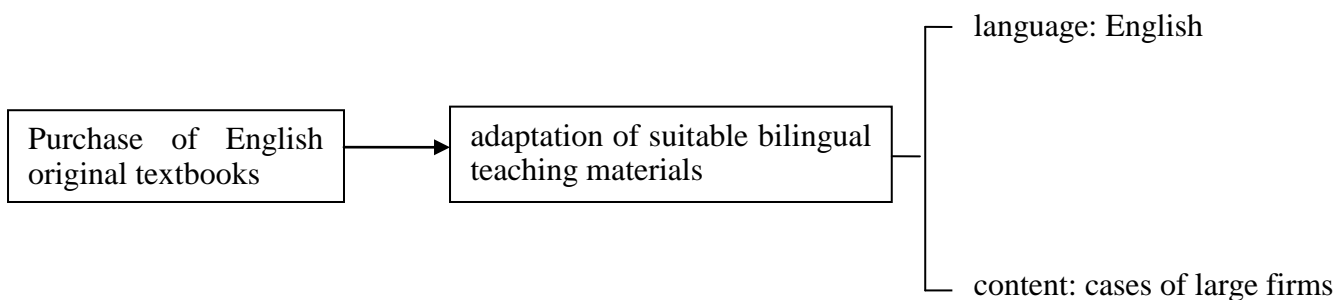 language: English
Purchase of English
original textbooks
adaptation of suitable bilingual
teaching materials
content: cases of large firms